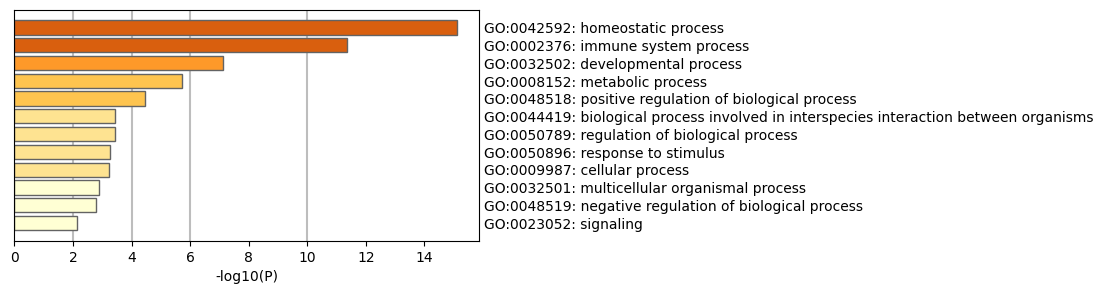 GO:0042592: homeostatic process
GO:0002376: immune system process
GO:0032502: developmental process
GO:0008152: metabolic process
GO:0048518: positive regulation of biological process
GO:0044419: biological process involved in interspecies interaction between organisms
GO:0050789: regulation of biological process
GO:0050896: response to stimulus
GO:0009987: cellular process
GO:0032501: multicellular organismal process
GO:0048519: negative regulation of biological process
GO:0023052: signaling
0 2 4 6 8 10 12 14
-log10(P)